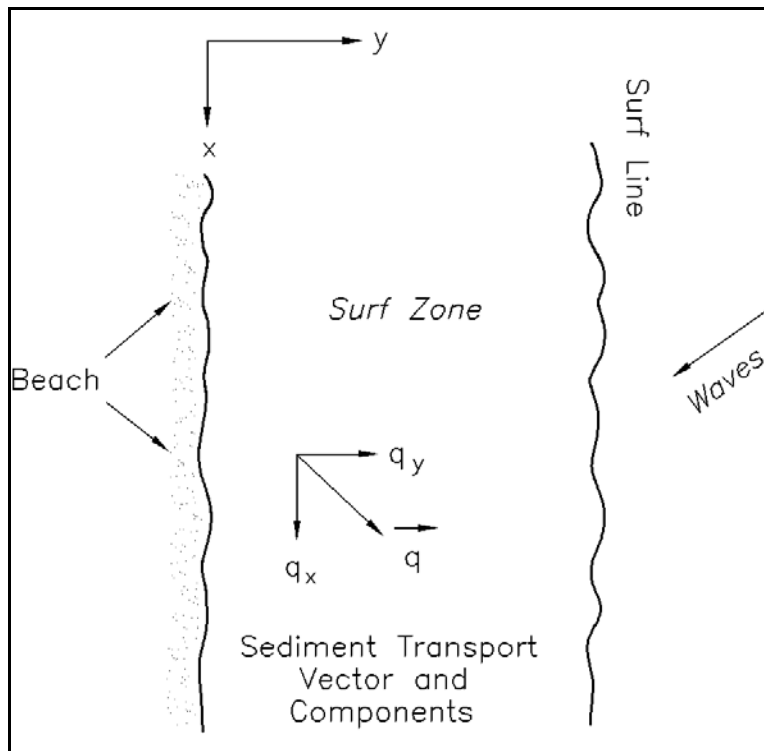 y
x
Surf Line
Surf Zone
Waves
Beach
q y
q x
q
Sediment Transport
Vector and
Components